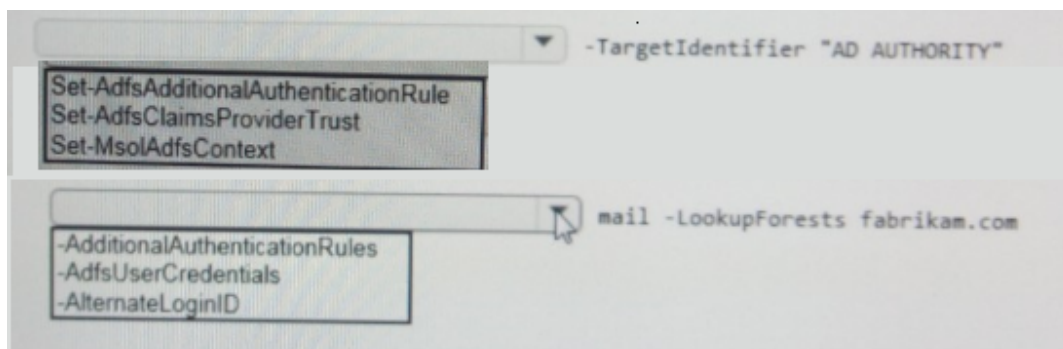 -TargetIdentifier "AD AUTHORITY"
Set-AdfsAdditionalAuthenticationRule
Set-AdfsClaimsProviderTrust
Set-MsolAdfsContext
mail -LookupForests fabrikam.com
-AdditionalAuthenticationRules
-AdfsUserCredentials
-AlternateLoginID